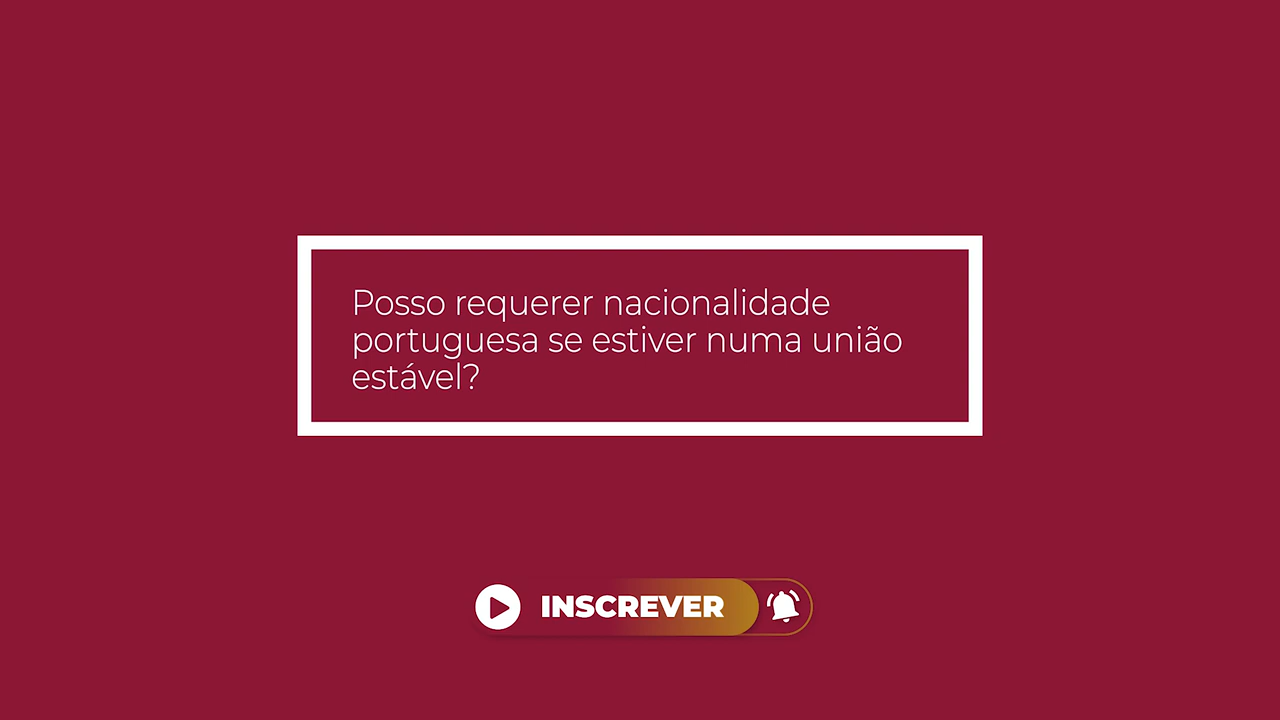 Posso requerer nacionalidade
portuguesa se estiver numa união
estável?
INSCREVER